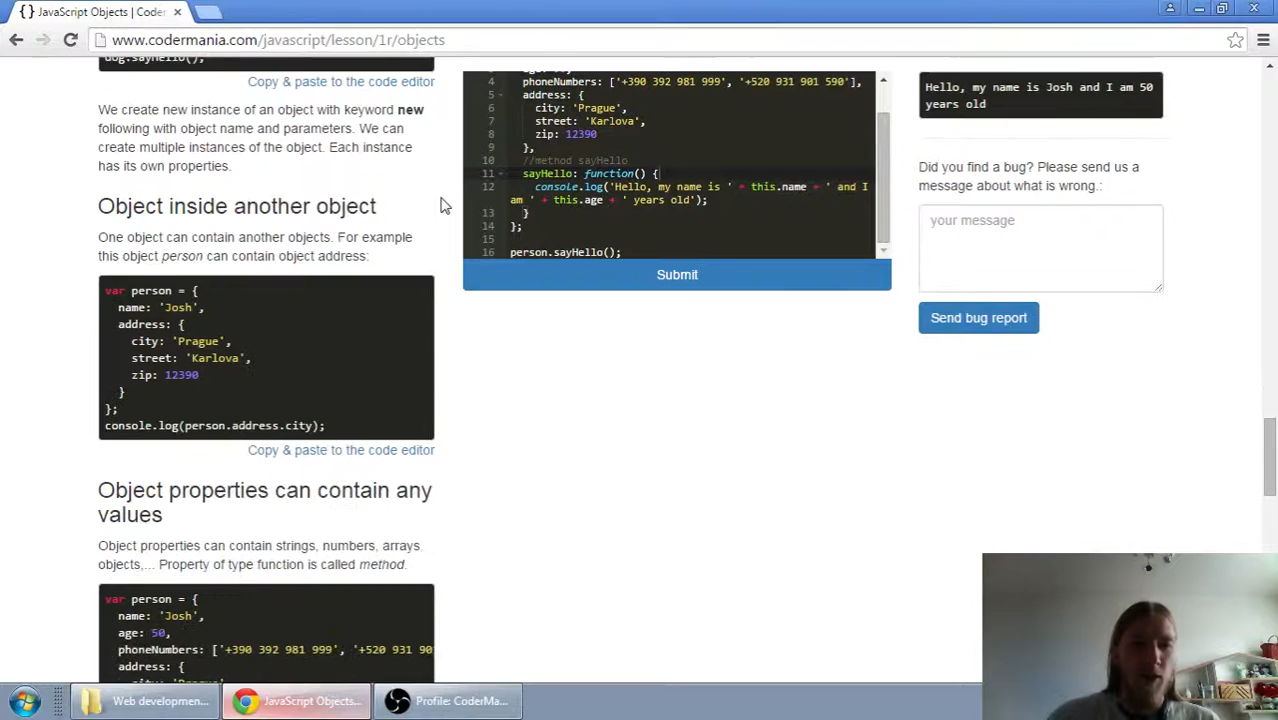 {} JavaScript Objects | Coder
www.codermania.com/javascript/lesson/1r/objects
dog.sayHello();
Copy & paste to the code editor
We create new instance of an object with keyword new
following with object name and parameters. We can
create multiple instances of the object. Each instance
has its own properties.
Object inside another object
One object can contain another objects. For example
this object person can contain object address:
var person = {
name: 'Josh',
address: {
city: 'Prague',
street: 'Karlova',
zip: 12390
}
};
console.log(person.address.city);
Copy & paste to the code editor
Object properties can contain any
values
Object properties can contain strings, numbers, arrays,
objects,... Property of type function is called method.
var person = {
name: 'Josh',
age: 50,
phoneNumbers: ['+390 392 981 999', '+520 931 90
address: {
4 phoneNumbers: ['+390 392 981 999', '+520 931 901 590'],
5 address: {
6 city: 'Prague',
7 street: 'Karlova',
8 zip: 12390
9 },
10 //method sayHello
11 sayHello: function() {
12 console.log('Hello, my name is ' + this.name + ' and I
am ' + this.age + ' years old');
13 }
14 };
15
16 person.sayHello();
Submit
Hello, my name is Josh and I am 50
years old
Did you find a bug? Please send us a
message about what is wrong.:
your message
Send bug report
Web developmen...
JavaScript Objects...
Profile: CoderMa...